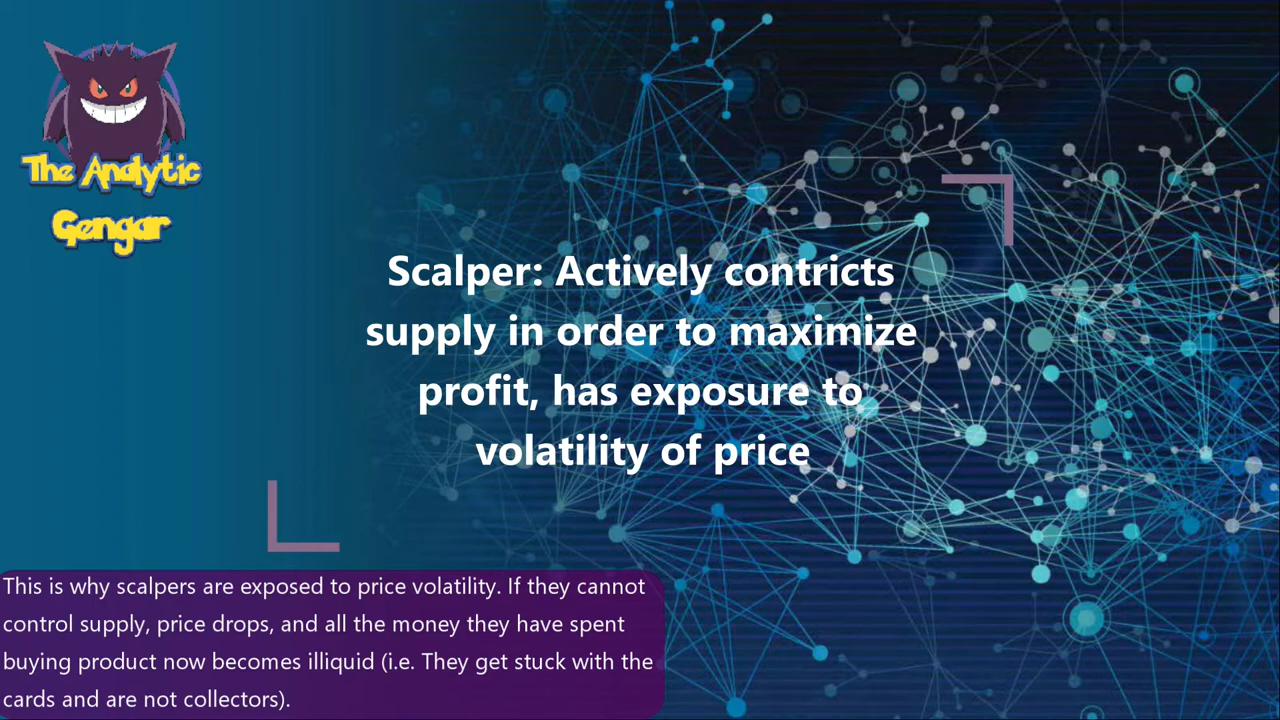 The Analytic
Gengar
Scalper: Actively contricts
supply in order to maximize
profit, has exposure to
volatility of price
This is why scalpers are exposed to price volatility. If they cannot
control supply, price drops, and all the money they have spent
buying product now becomes illiquid (i.e. They get stuck with the
cards and are not collectors).